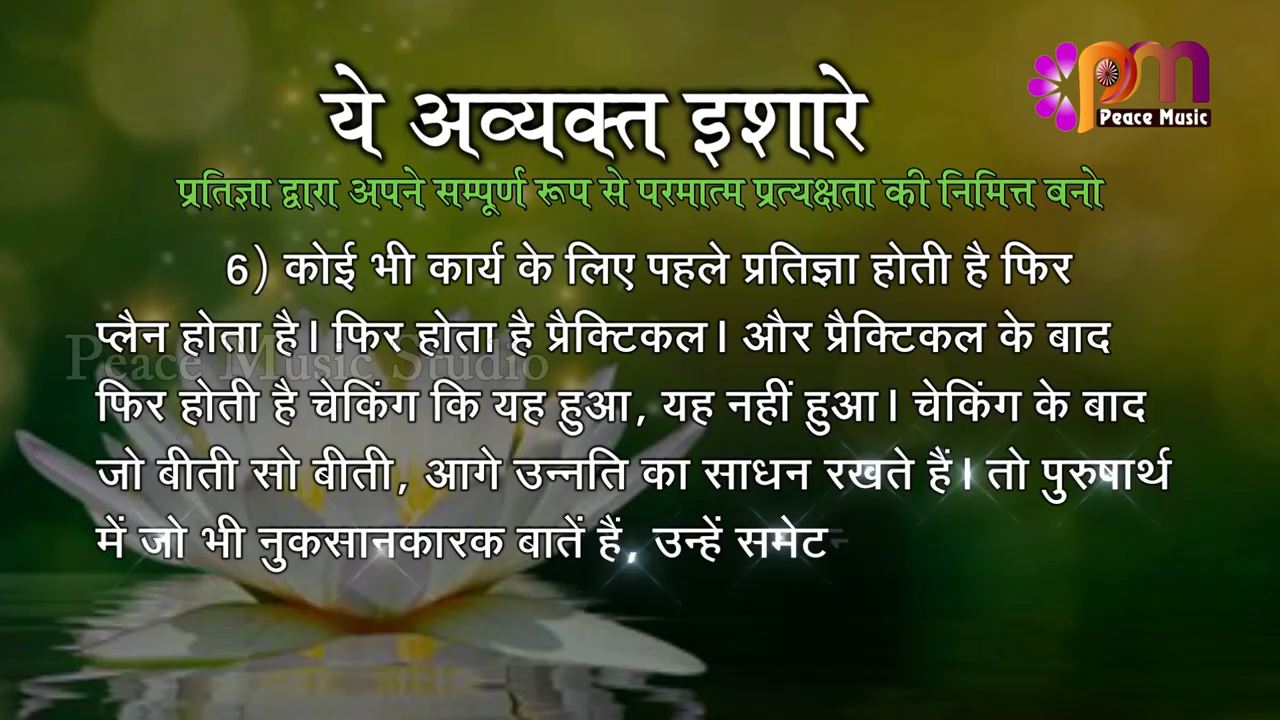 ये अव्यक्त इशारे
pm
Peace Music
प्रतिज्ञा द्वारा अपने सम्पूर्ण रूप से परमात्म प्रत्यक्षता की निमित्त बनो
6) कोई भी कार्य के लिए पहले प्रतिज्ञा होती है फिर
प्लैन होता है। फिर होता है प्रैक्टिकल। और प्रैक्टिकल के बाद
Peace Music Studio
फिर होती है चेकिंग कि यह हुआ, यह नहीं हुआ। चेकिंग के बाद
जो बीती सो बीती, आगे उन्नति का साधन रखते हैं। तो पुरुषार्थ
में जो भी नुकसानकारक बातें हैं, उन्हें समेट